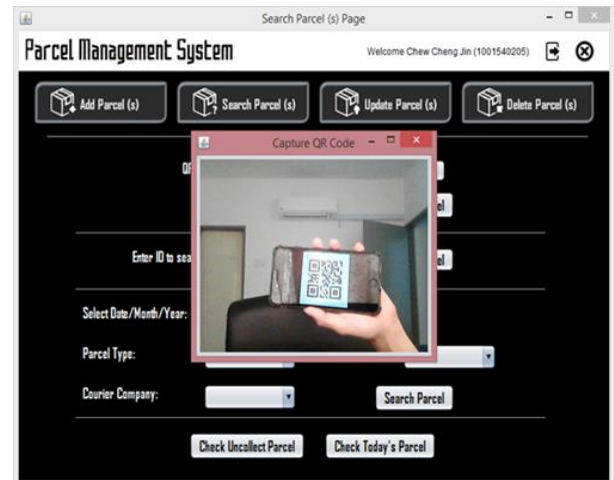 Search Parcel (s) Page
Parcel Management System
Welcome Chew Cheng Jin (1001540205)
Add Parcel (s)
Search Parcel (s)
Update Parcel (s)
Delete Parcel (s)
Capture QR Code
Enter ID to
Select Date/Month/Year:
Parcel Type:
Courier Company:
Search Parcel
Check Uncollect Parcel
Check Today's Parcel